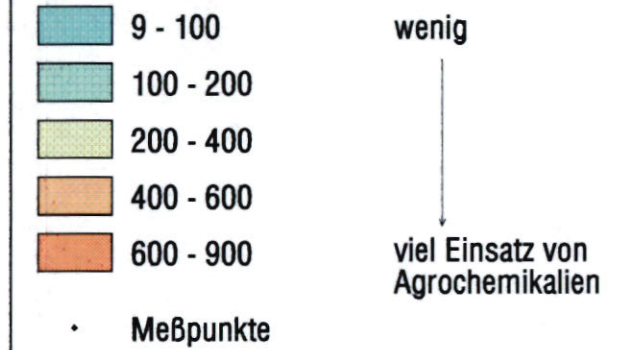 9 - 100 wenig
100 - 200
200 - 400
400 - 600
600 - 900 viel Einsatz von
Agrochemikalien
Meßpunkte